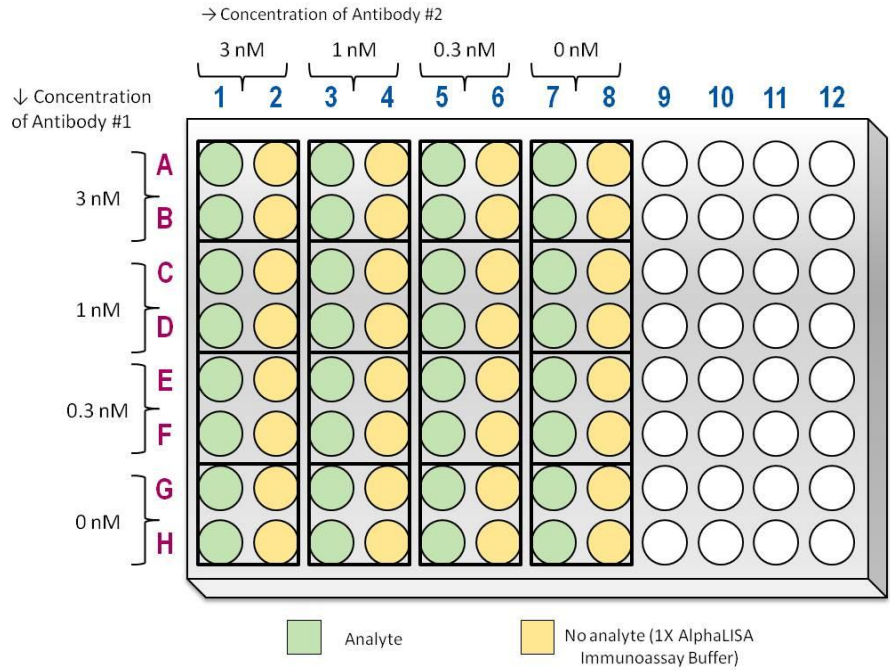 → Concentration of Antibody #2
3 nM 1 nM 0.3 nM 0 nM
↓ Concentration
of Antibody #1
1 2 3 4 5 6 7 8 9 10 11 12
A
3 nM
B
C
1 nM
D
E
0.3 nM
F
G
0 nM
H
Analyte
No analyte (1X AlphaLISA
Immunoassay Buffer)